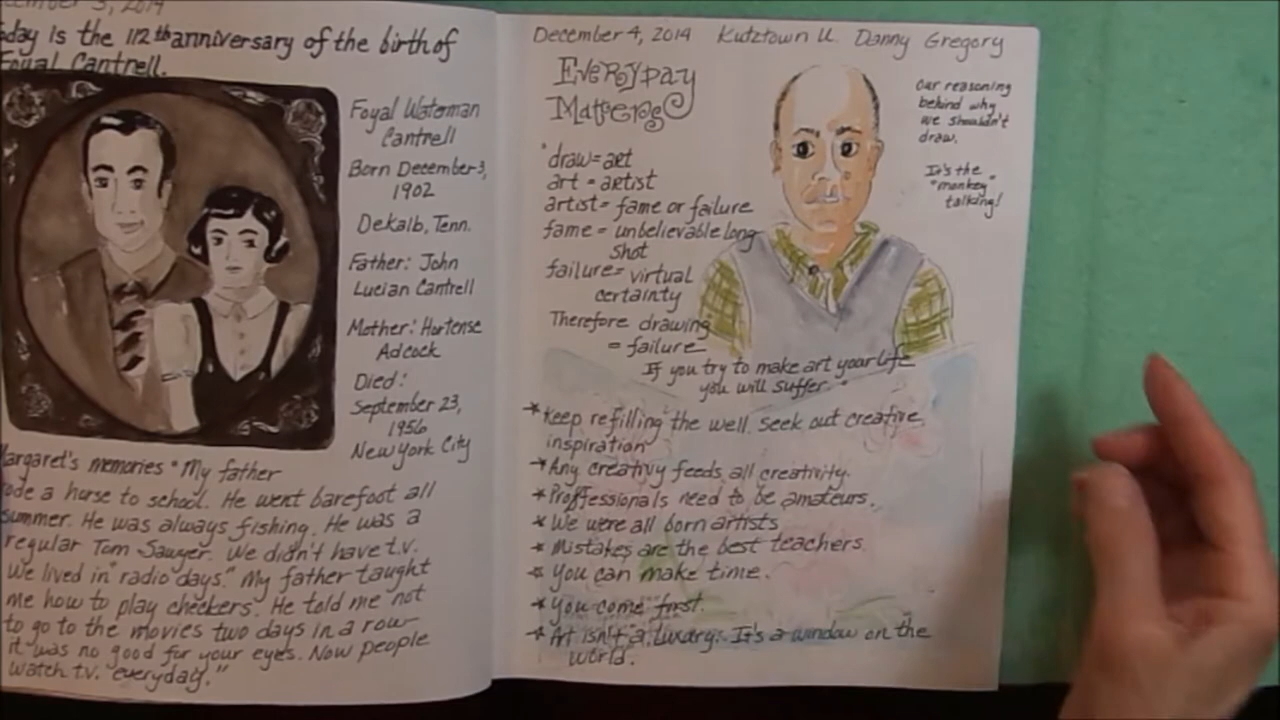 December 3, 2014
oday is the 112th anniversary of the birth of
Foyal Cantrell.
Foyal Waterman
Cantrell
Born December 3,
1902
Dekalb, Tenn.
Father: John
Lucian Cantrell
Mother: Hortense
Adcock
Died:
September 23,
1956
New York City
Margaret's memories "My father
rode a horse to school. He went barefoot all
summer. He was always fishing. He was a
regular Tom Sawyer. We didn't have t.v.
We lived in "radio days." My father taught
me how to play checkers. He told me not
to go to the movies two days in a row
it was no good for your eyes. Now people
watch t.v. everyday."
December 4, 2014 Kutztown U. Danny Gregory
Everyday
Matters
"draw = art
art = artist
artist = fame or failure
fame = unbelievable long
shot
failure = virtual
certainty
Therefore drawing
= failure
If you try to make art your life
you will suffer."
Our reasoning
behind why
we shouldn't
draw.
It's the
"monkey"
talking!
* Keep refilling the well. Seek out creative
inspiration
* Any creativy feeds all creativity.
* Proffessionals need to be amateurs.
* We were all born artists
* Mistakes are the best teachers
* You can make time.
* You come first.
* Art isn't a luxury. It's a window on the
world.